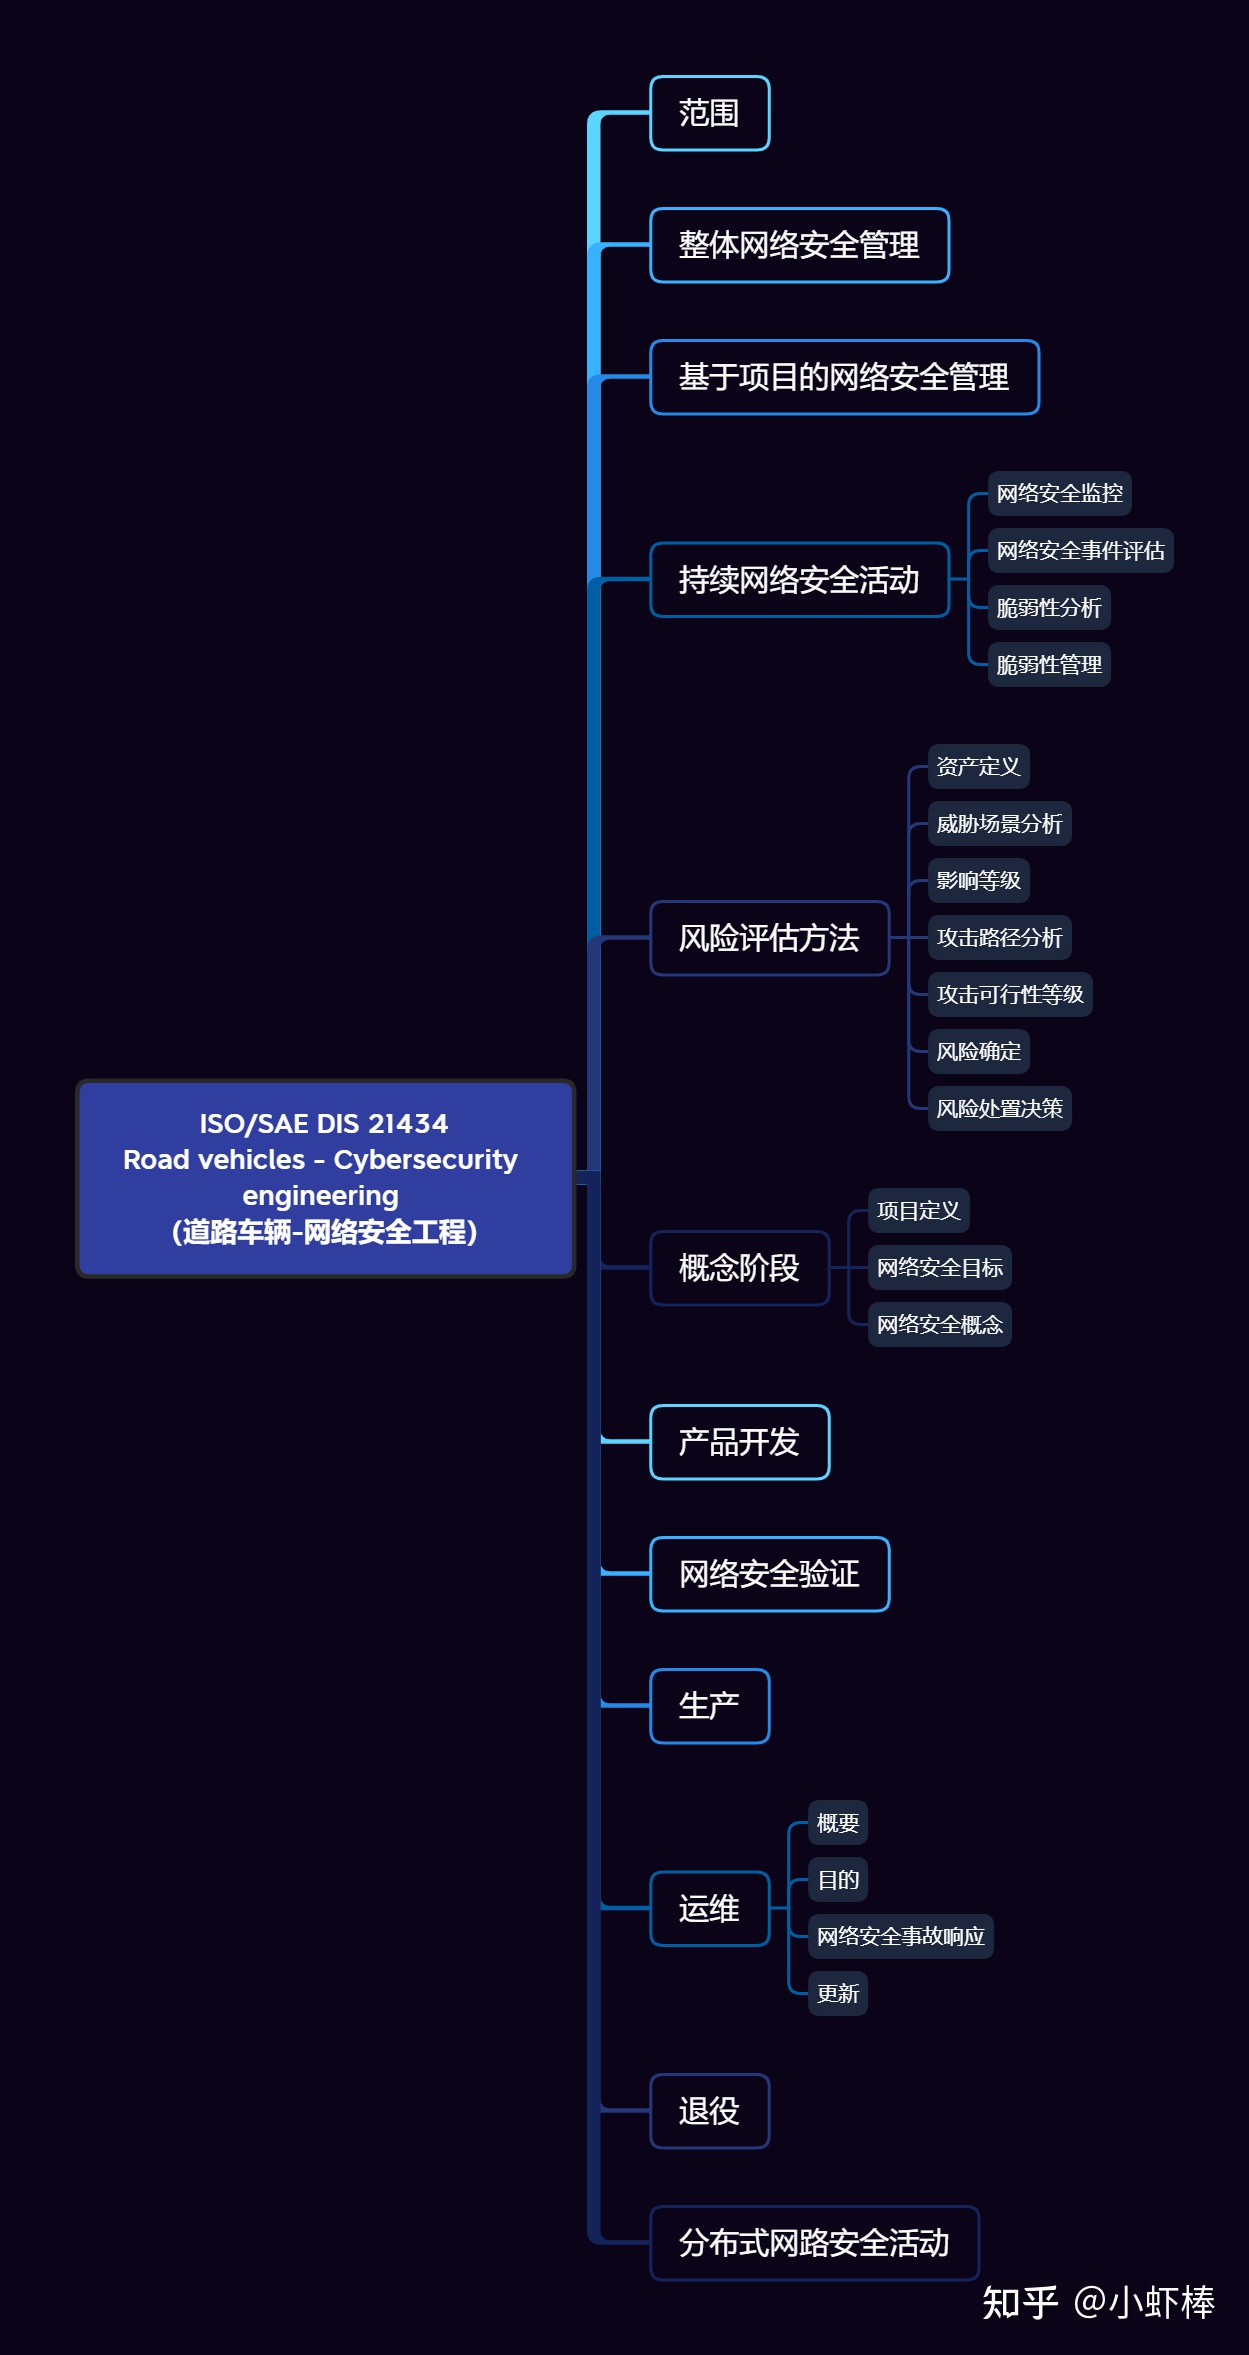 范围
整体网络安全管理
基于项目的网络安全管理
持续网络安全活动
网络安全监控
网络安全事件评估
脆弱性分析
脆弱性管理
风险评估方法
资产定义
威胁场景分析
影响等级
攻击路径分析
攻击可行性等级
风险确定
风险处置决策
ISO/SAE DIS 21434
Road vehicles - Cybersecurity
engineering
(道路车辆-网络安全工程)
概念阶段
项目定义
网络安全目标
网络安全概念
产品开发
网络安全验证
生产
运维
概要
目的
网络安全事故响应
更新
退役
分布式网路安全活动
知乎 @小虾棒